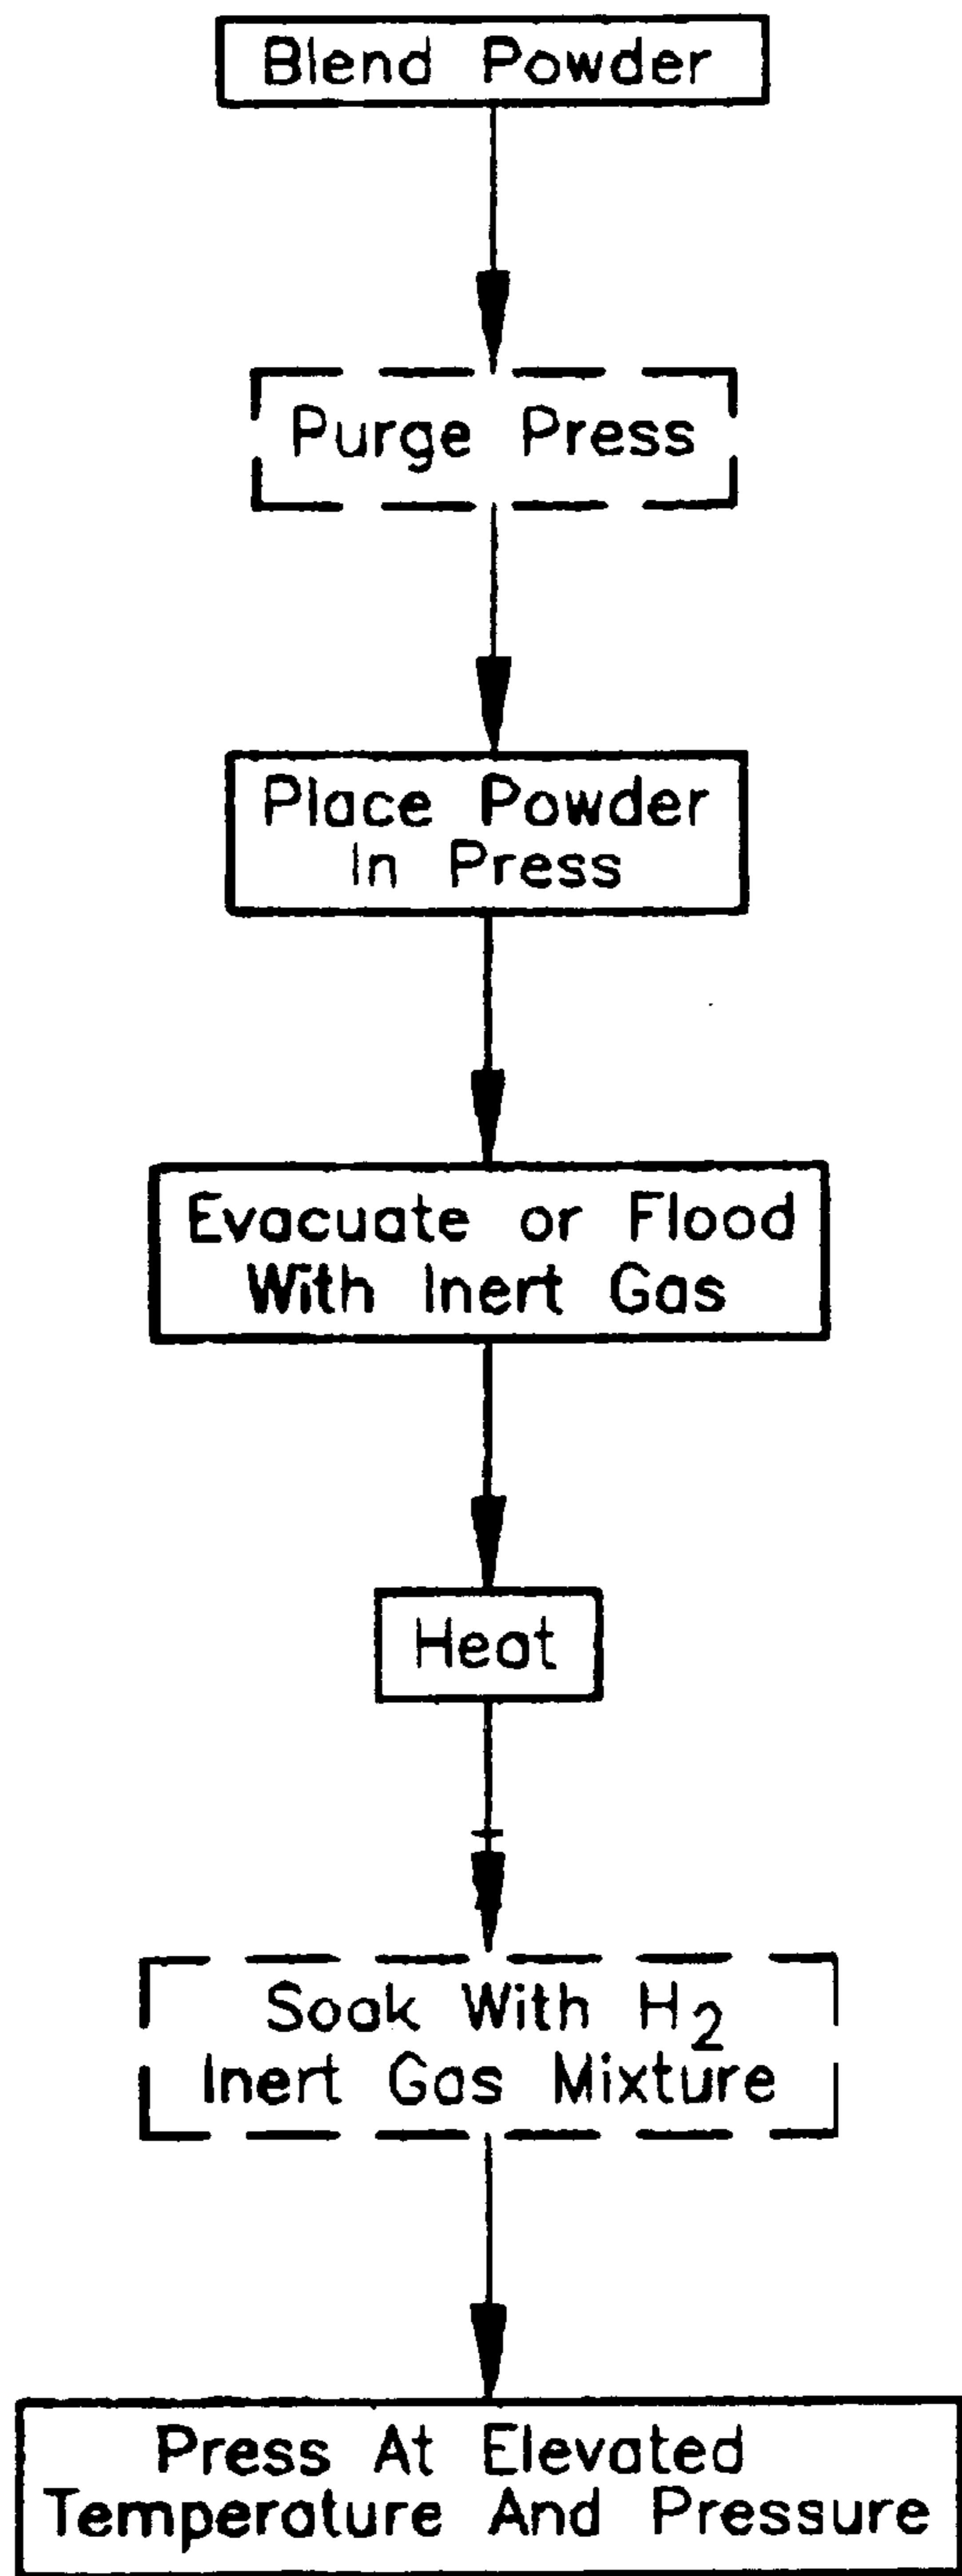 Blend Powder
Purge Press
Place Powder
In Press
Evacuate or Flood
With Inert Gas
Heat
Soak With H₂
Inert Gas Mixture
Press At Elevated
Temperature And Pressure